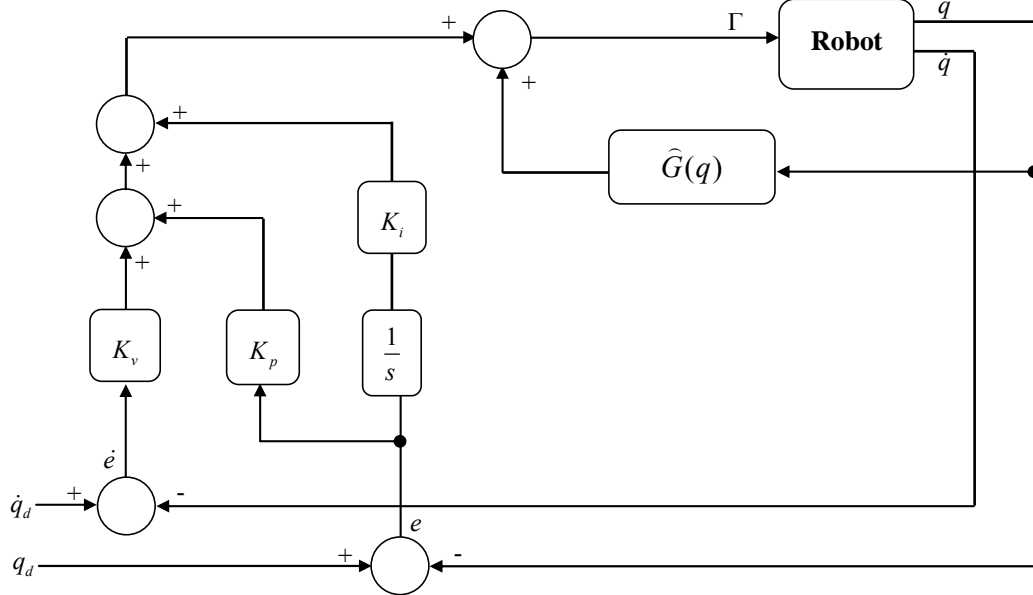 q
+ Γ Robot
q̇
+
+
Ĝ(q)
+
+ K_i
+
K_v K_p 1/s
ė
q̇_d + -
e
q_d + -